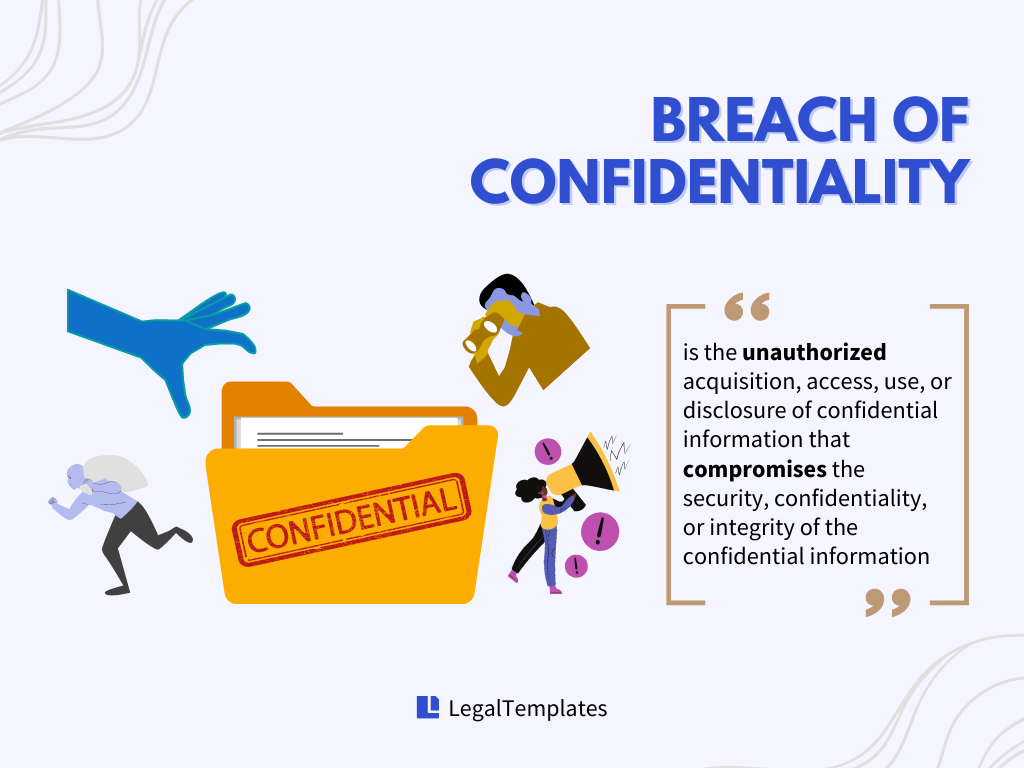 BREACH OF
CONFIDENTIALITY
CONFIDENTIAL
“
is the unauthorized
acquisition, access, use, or
disclosure of confidential
information that
compromises the
security, confidentiality,
or integrity of the
confidential information
”
LegalTemplates